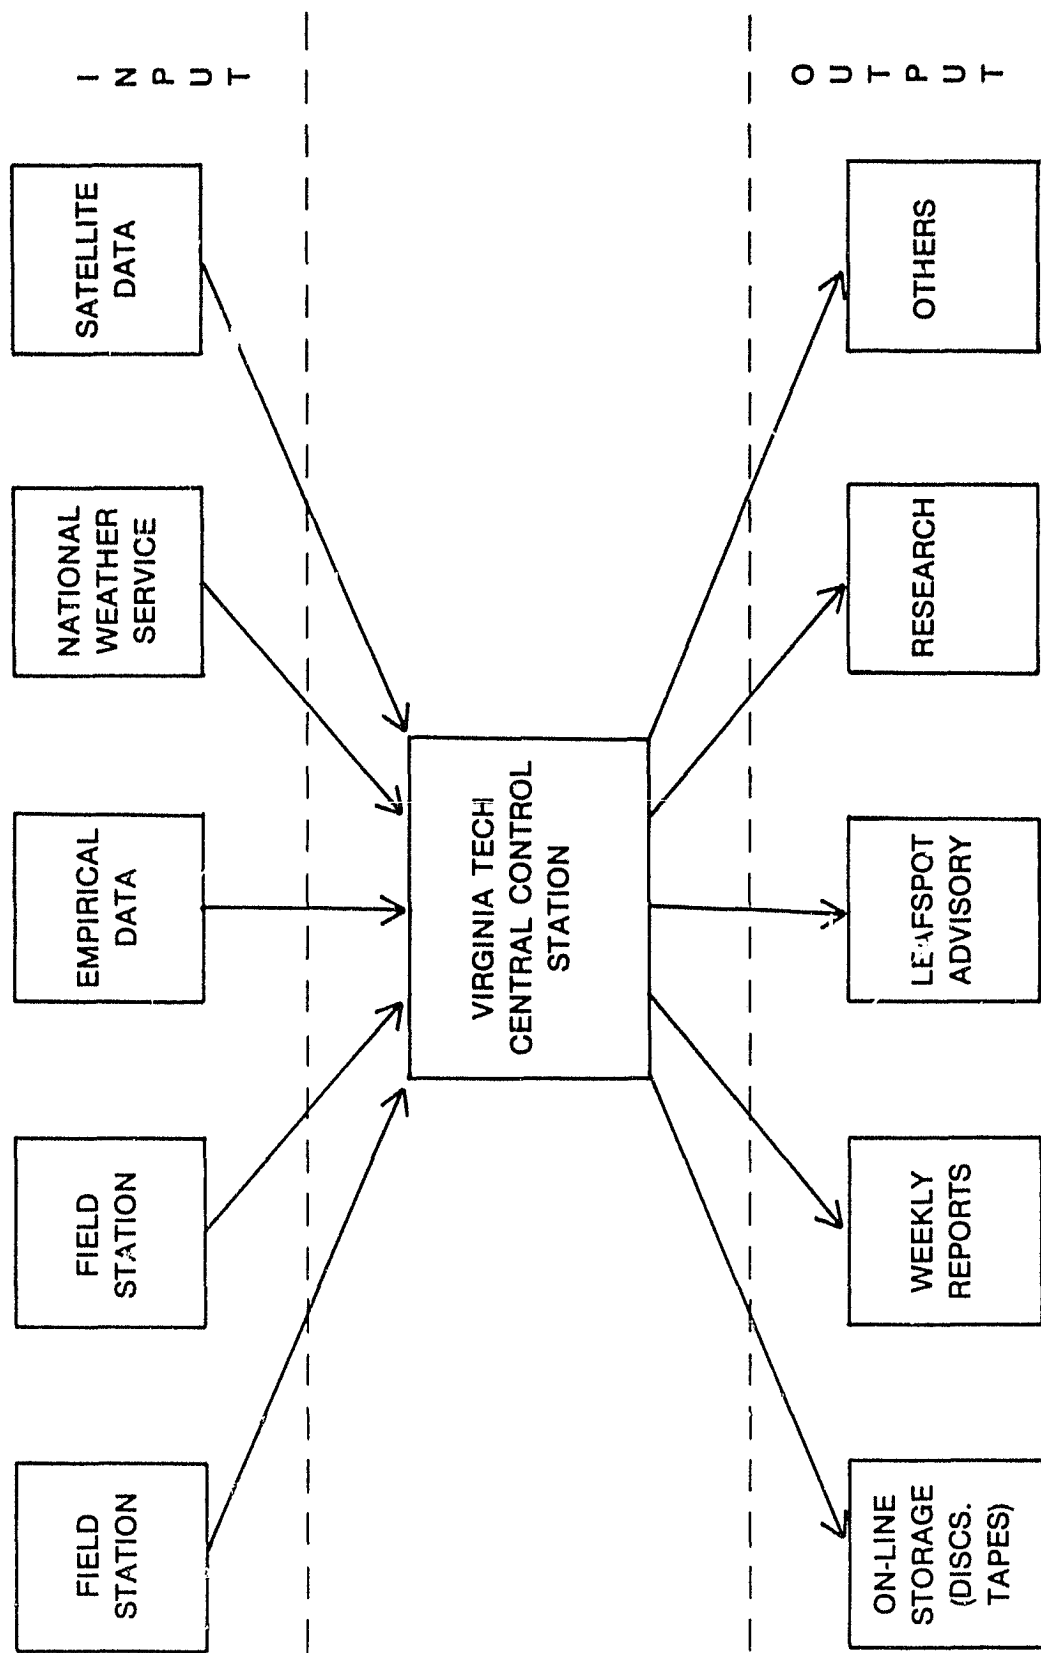 FIELD
STATION
FIELD
STATION
EMPIRICAL
DATA
NATIONAL
WEATHER
SERVICE
SATELLITE
DATA
INPUT
VIRGINIA TECH
CENTRAL CONTROL
STATION
ON-LINE
STORAGE
(DISCS.
TAPES)
WEEKLY
REPORTS
LEAFSPOT
ADVISORY
RESEARCH
OTHERS
OUTPUT